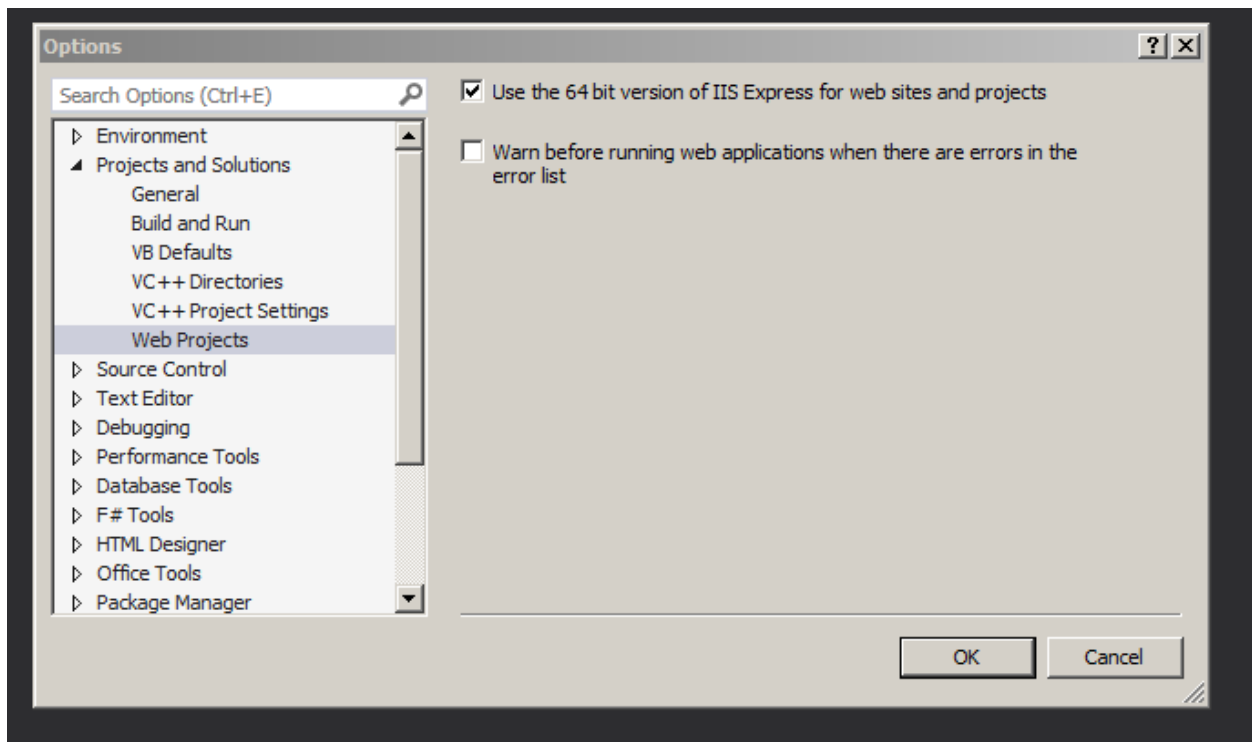 Options
Search Options (Ctrl+E)
Environment
Projects and Solutions
General
Build and Run
VB Defaults
VC++ Directories
VC++ Project Settings
Web Projects
Source Control
Text Editor
Debugging
Performance Tools
Database Tools
F# Tools
HTML Designer
Office Tools
Package Manager
Use the 64 bit version of IIS Express for web sites and projects
Warn before running web applications when there are errors in the
error list
OK
Cancel